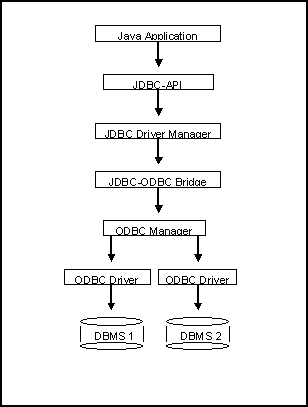 Java Application
JDBC-API
JDBC Driver Manager
JDBC-ODBC Bridge
ODBC Manager
ODBC Driver
ODBC Driver
DBMS 1
DBMS 2